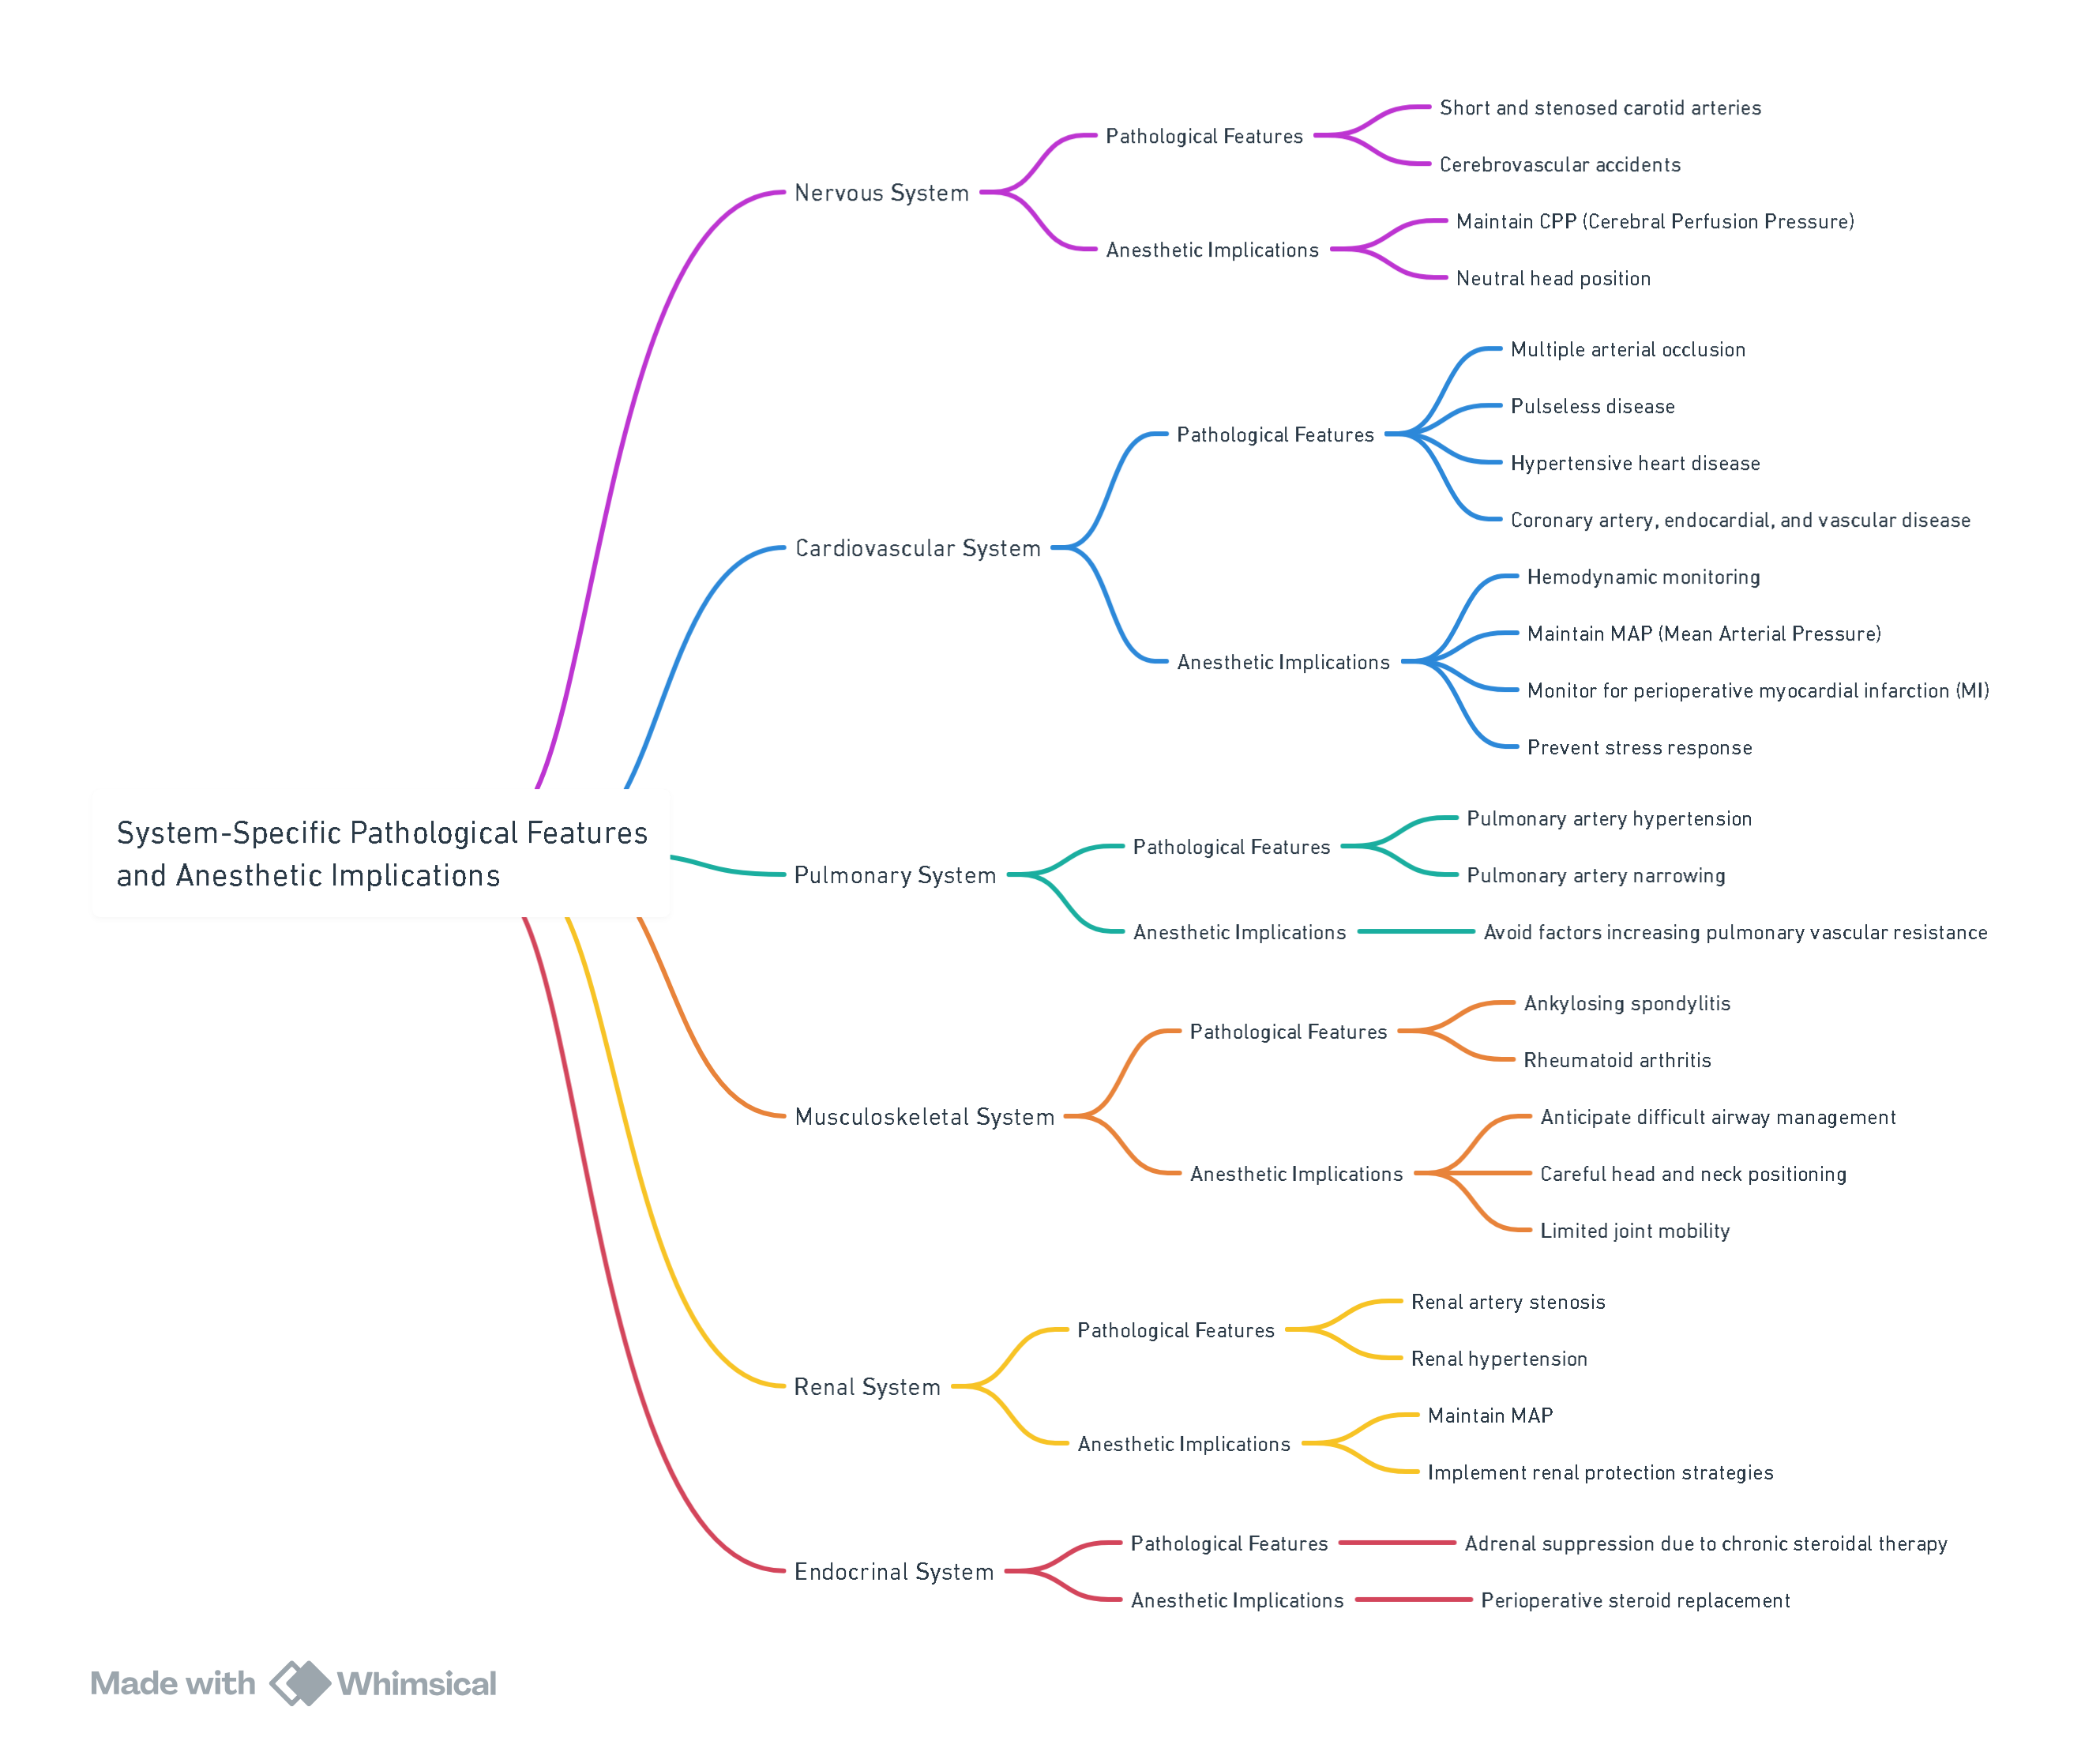 System-Specific Pathological Features
and Anesthetic Implications
Nervous System
Pathological Features
Short and stenosed carotid arteries
Cerebrovascular accidents
Anesthetic Implications
Maintain CPP (Cerebral Perfusion Pressure)
Neutral head position
Cardiovascular System
Pathological Features
Multiple arterial occlusion
Pulseless disease
Hypertensive heart disease
Coronary artery, endocardial, and vascular disease
Anesthetic Implications
Hemodynamic monitoring
Maintain MAP (Mean Arterial Pressure)
Monitor for perioperative myocardial infarction (MI)
Prevent stress response
Pulmonary System
Pathological Features
Pulmonary artery hypertension
Pulmonary artery narrowing
Anesthetic Implications
Avoid factors increasing pulmonary vascular resistance
Musculoskeletal System
Pathological Features
Ankylosing spondylitis
Rheumatoid arthritis
Anesthetic Implications
Anticipate difficult airway management
Careful head and neck positioning
Limited joint mobility
Renal System
Pathological Features
Renal artery stenosis
Renal hypertension
Anesthetic Implications
Maintain MAP
Implement renal protection strategies
Endocrinal System
Pathological Features
Adrenal suppression due to chronic steroidal therapy
Anesthetic Implications
Perioperative steroid replacement
Made with Whimsical